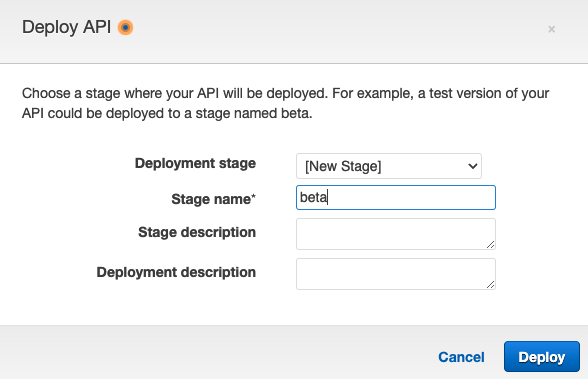 Deploy API
×
Choose a stage where your API will be deployed. For example, a test version of your
API could be deployed to a stage named beta.
Deployment stage [New Stage]
Stage name* beta
Stage description
Deployment description
Cancel Deploy